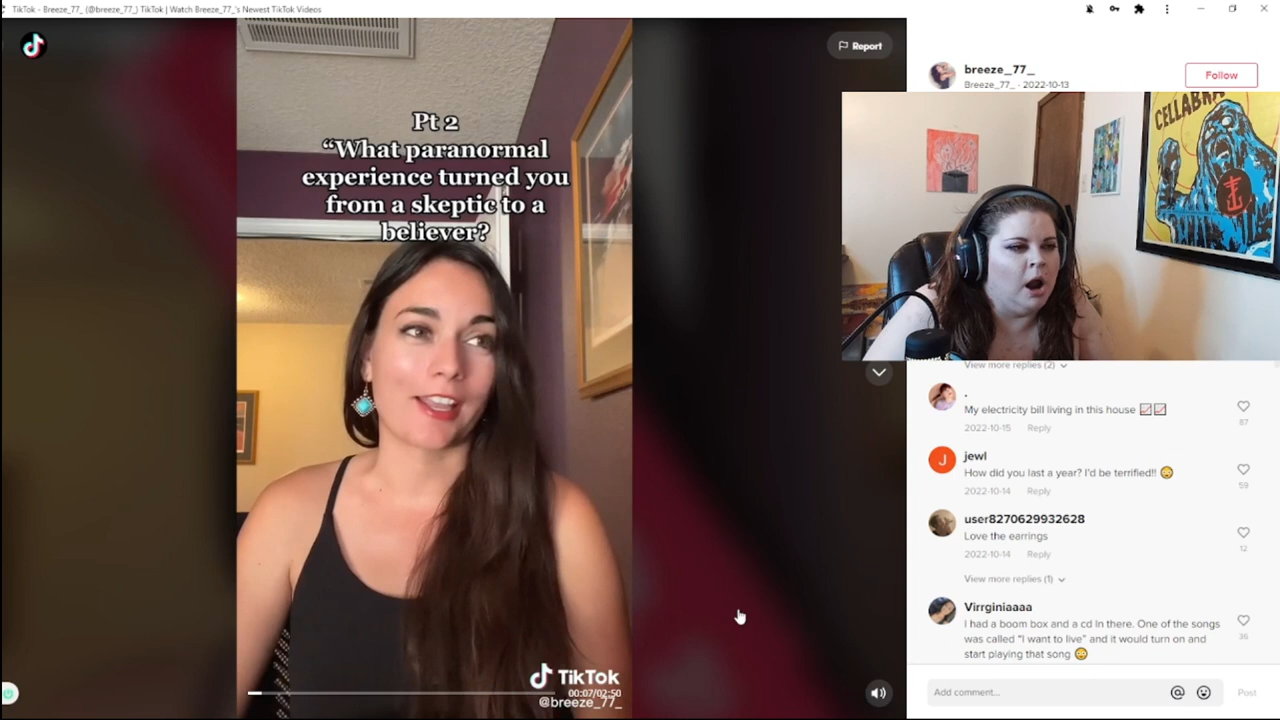 TikTok - Breeze_77_ (@breeze_77_) TikTok | Watch Breeze_77_'s Newest TikTok Videos
Report
Pt 2
“What paranormal
experience turned you
from a skeptic to a
believer?
TikTok
00:07/02:50
@breeze_77_
breeze_77_
Breeze_77_ · 2022-10-13
Follow
CELLABRA
View more replies (2)
.
My electricity bill living in this house 📈📈
87
2022-10-15 Reply
jewl
J
How did you last a year? I'd be terrified!! 😳
59
2022-10-14 Reply
user8270629932628
Love the earrings
12
2022-10-14 Reply
View more replies (1)
Virrginiaaaa
I had a boom box and a cd in there. One of the songs
was called “I want to live” and it would turn on and
36
start playing that song 😳
Add comment...
Post